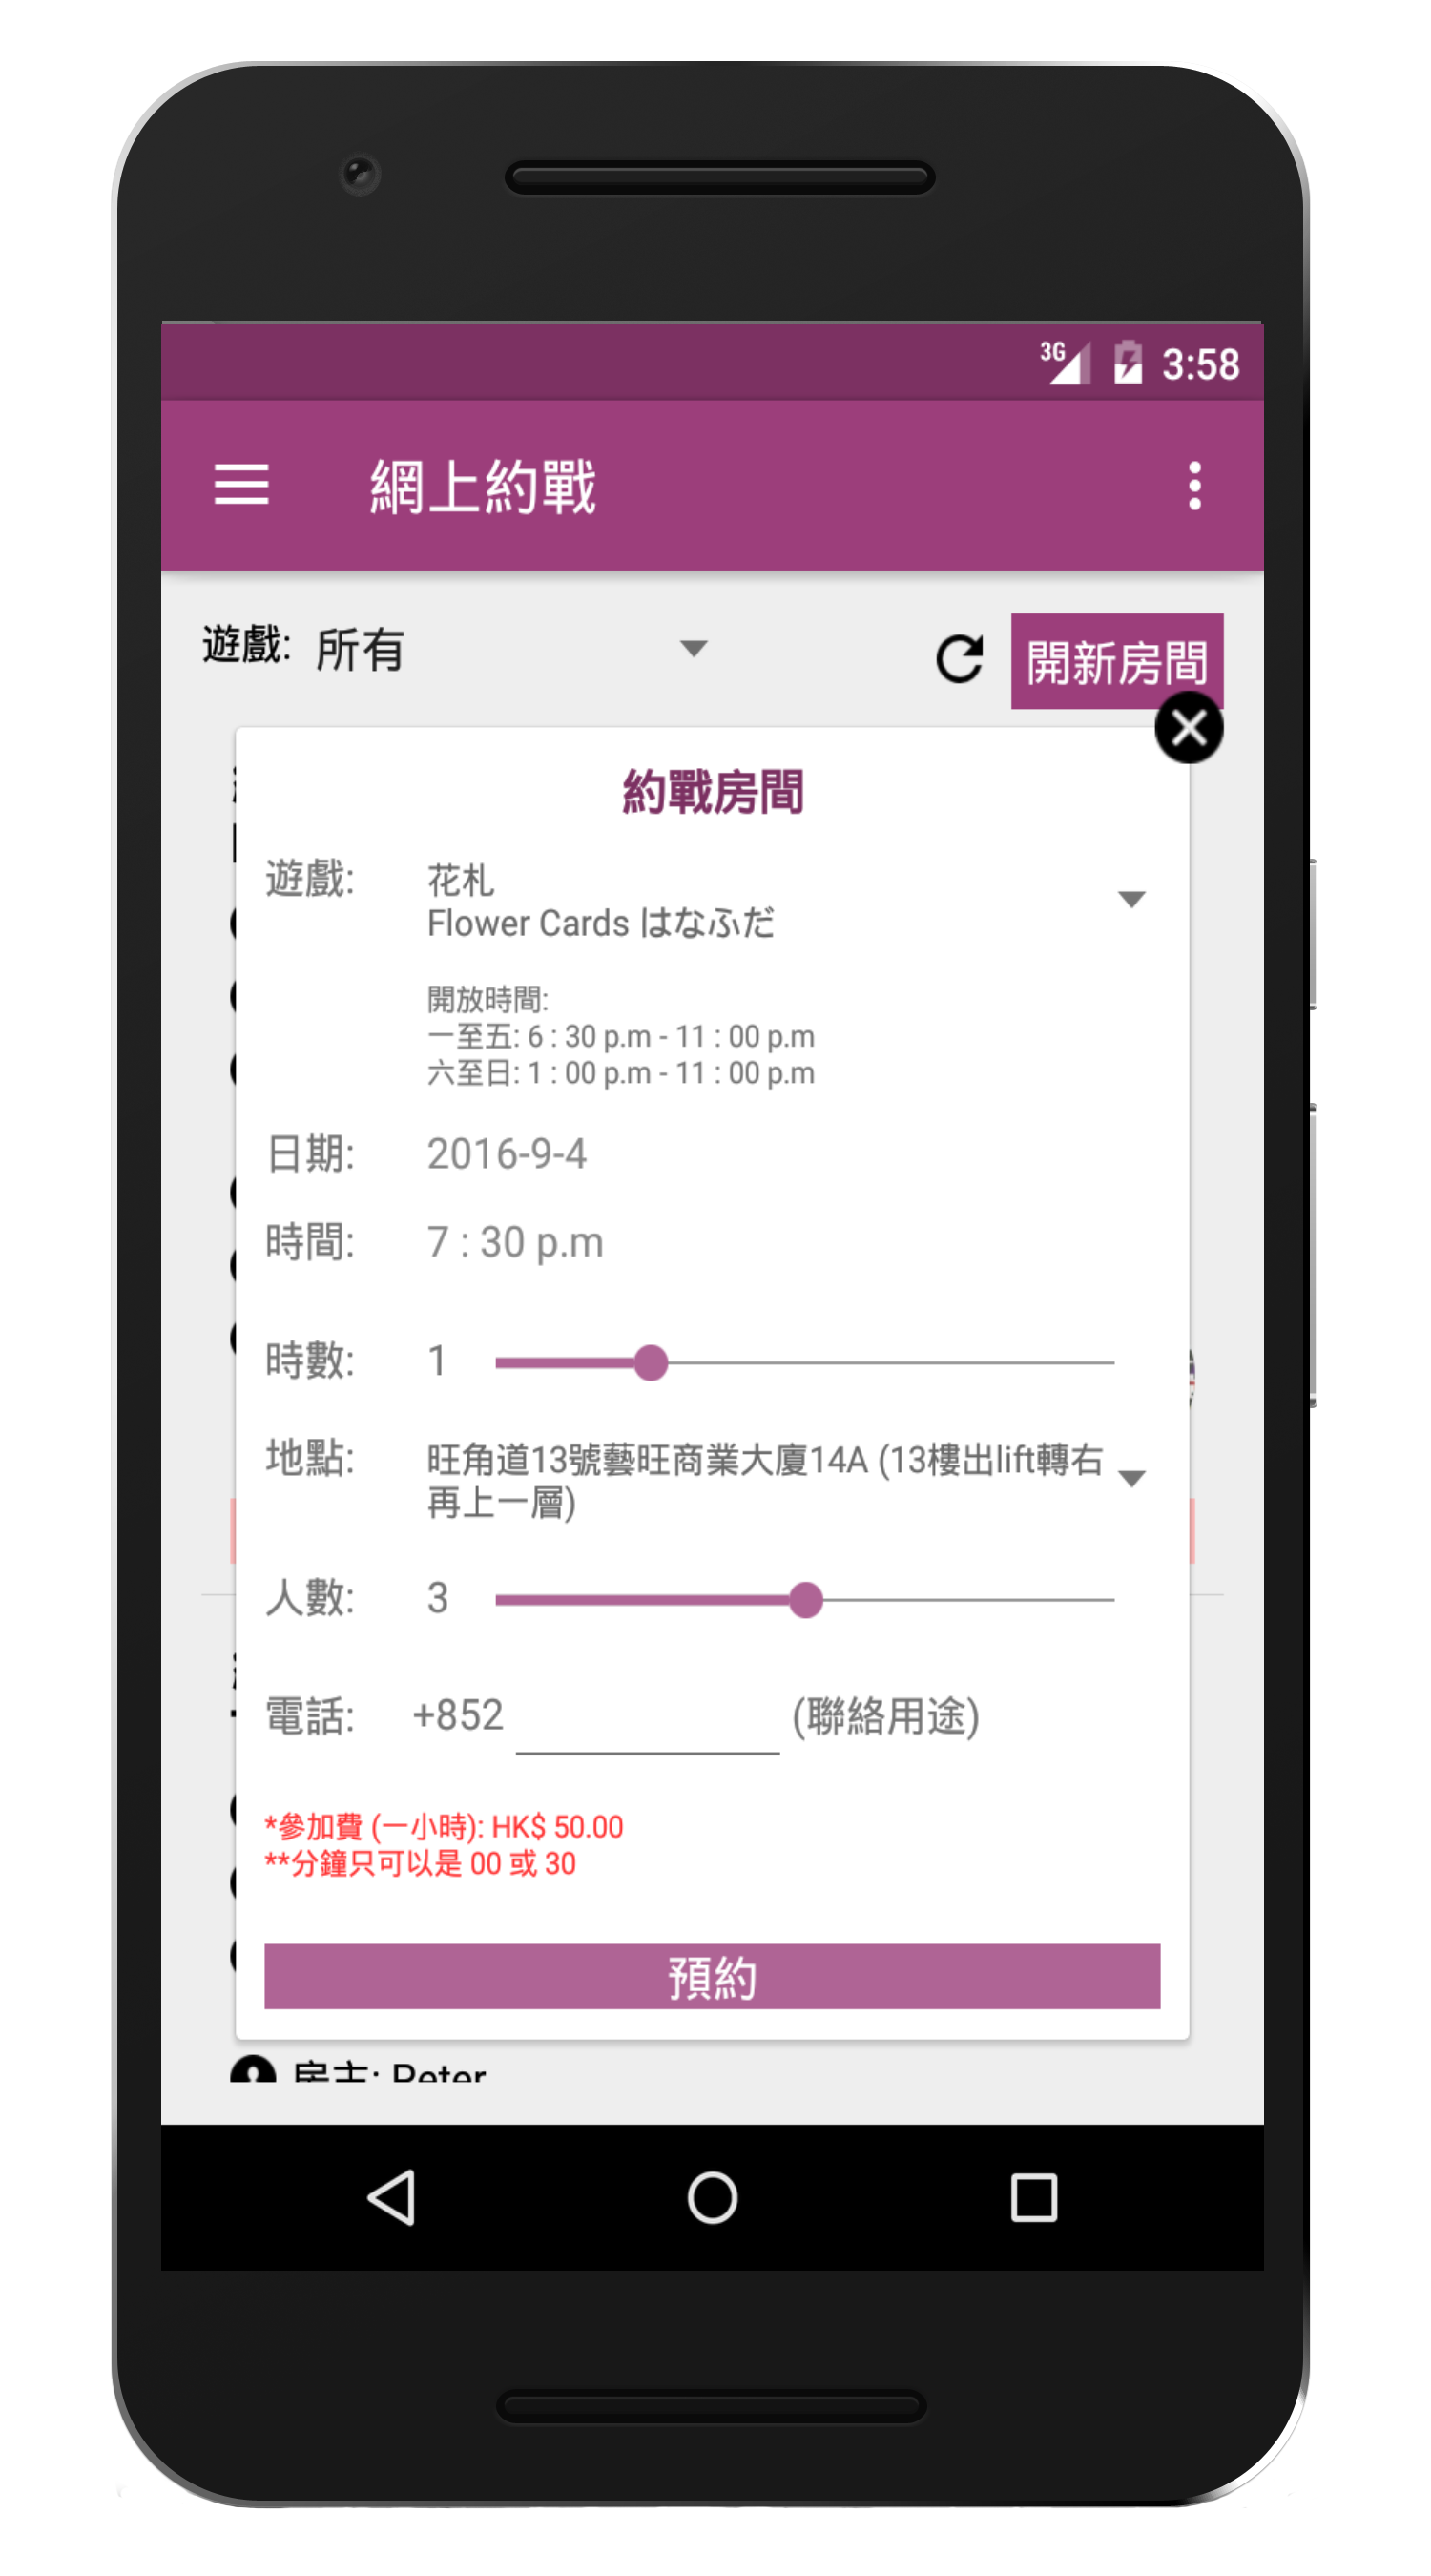 3G 3:58
網上約戰
遊戲: 所有
開新房間
約戰房間
遊戲: 花札
Flower Cards はなふだ
開放時間:
一至五: 6 : 30 p.m - 11 : 00 p.m
六至日: 1 : 00 p.m - 11 : 00 p.m
日期: 2016-9-4
時間: 7 : 30 p.m
時數: 1
地點: 旺角道13號藝旺商業大廈14A (13樓出lift轉右
再上一層)
人數: 3
電話: +852 (聯絡用途)
*參加費 (一小時): HK$ 50.00
**分鐘只可以是 00 或 30
預約
房主: Peter